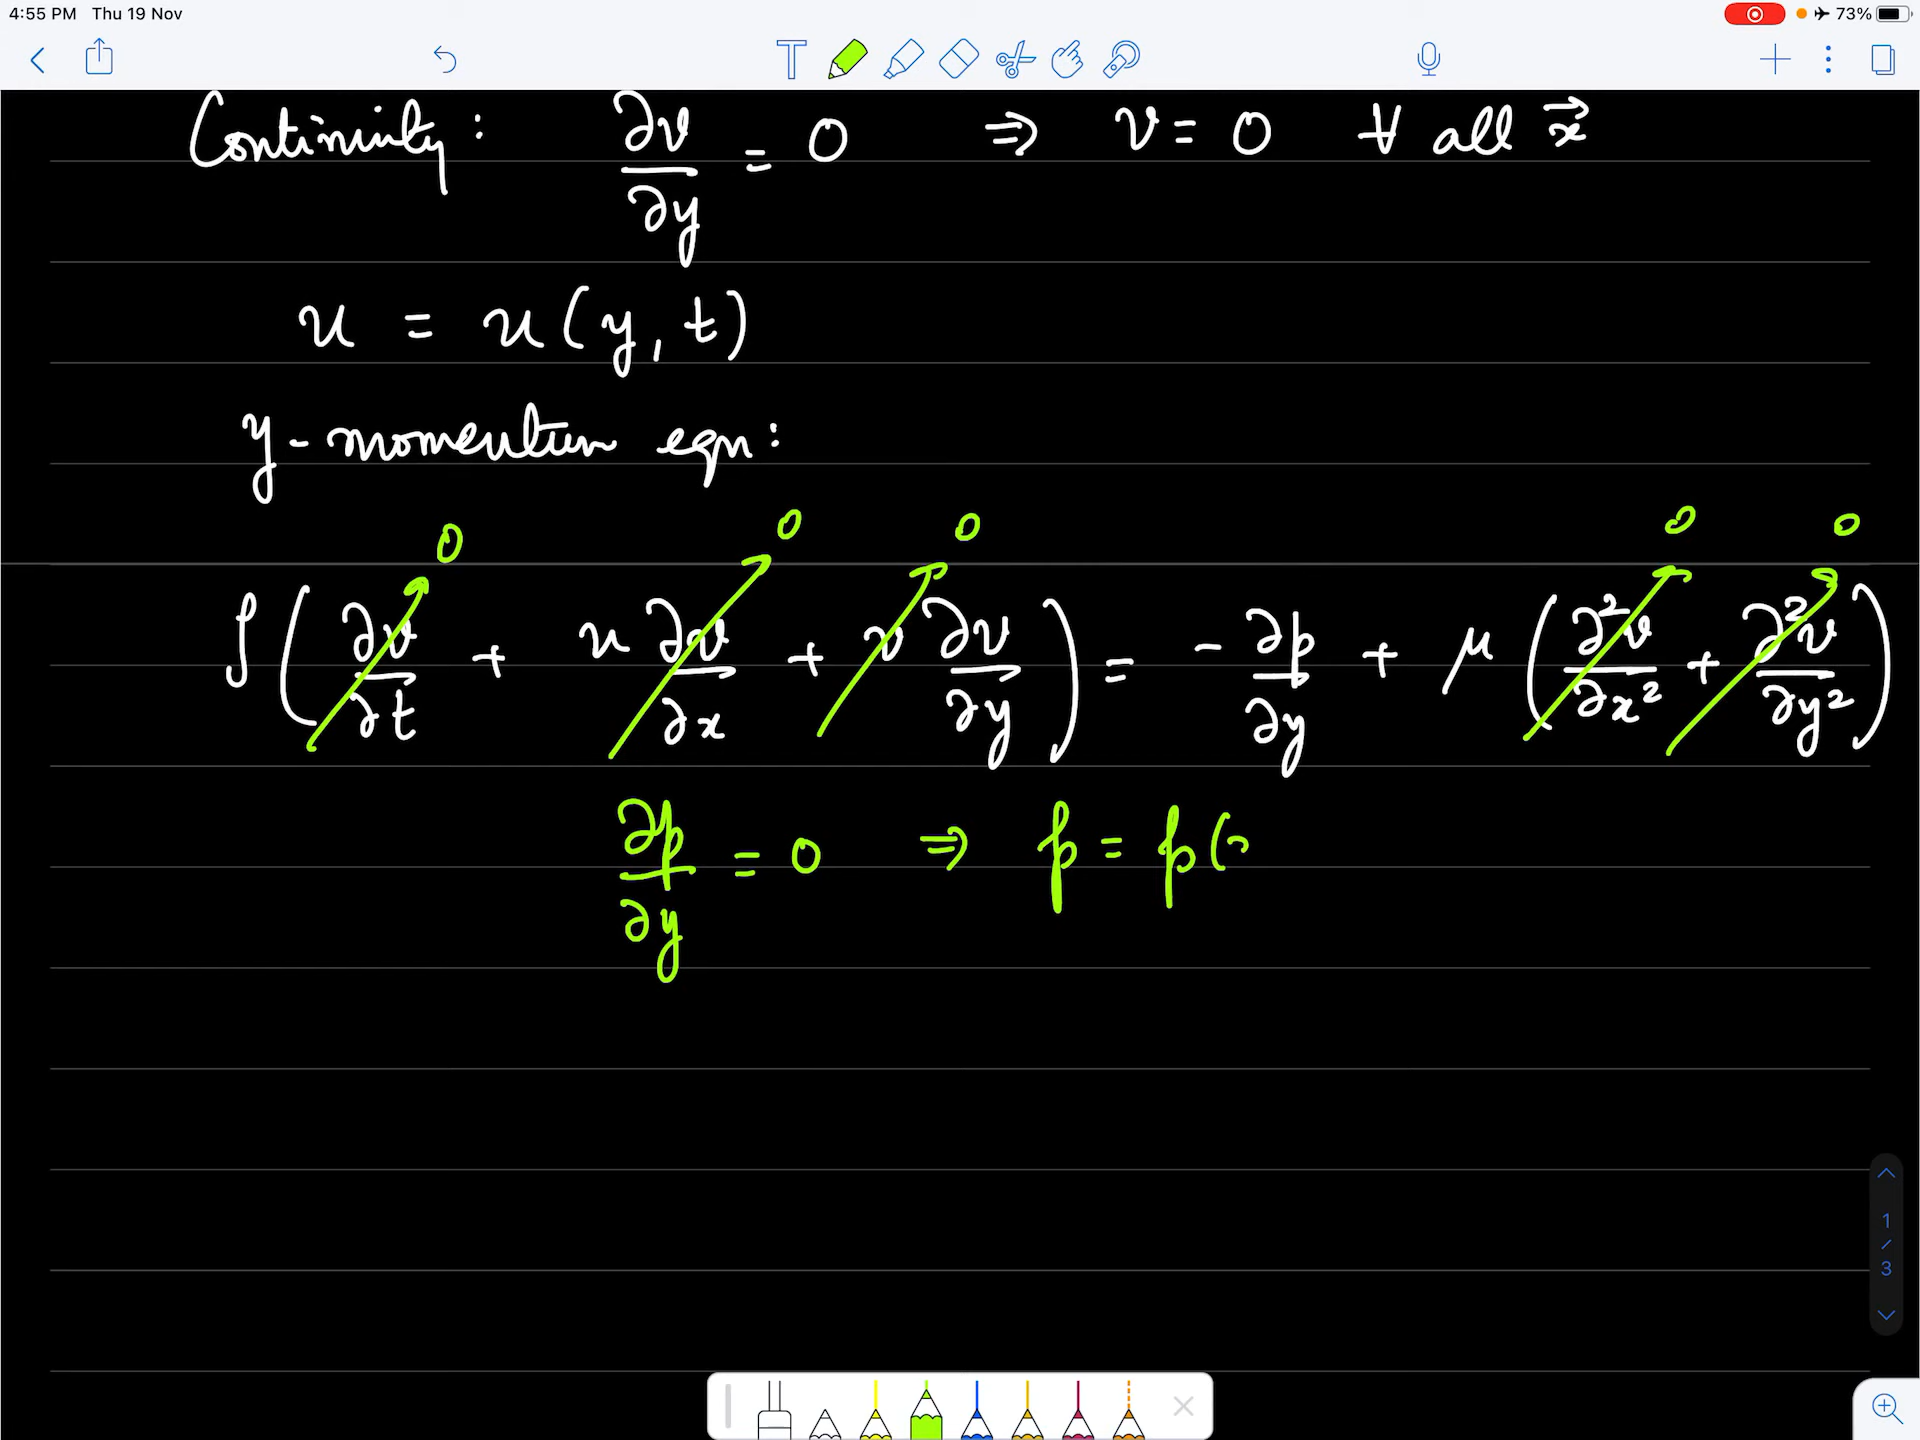 4:55 PM Thu 19 Nov 73%
Continuity: ∂v/∂y = 0 ⇒ v = 0 ∀ all x⃗
u = u(y, t)
y-momentum eqn:
0 0 0 0 0
ρ(∂v/∂t + u ∂v/∂x + v ∂v/∂y) = - ∂p/∂y + μ(∂²v/∂x² + ∂²v/∂y²)
∂p/∂y = 0 ⇒ p = p(
1
/
3